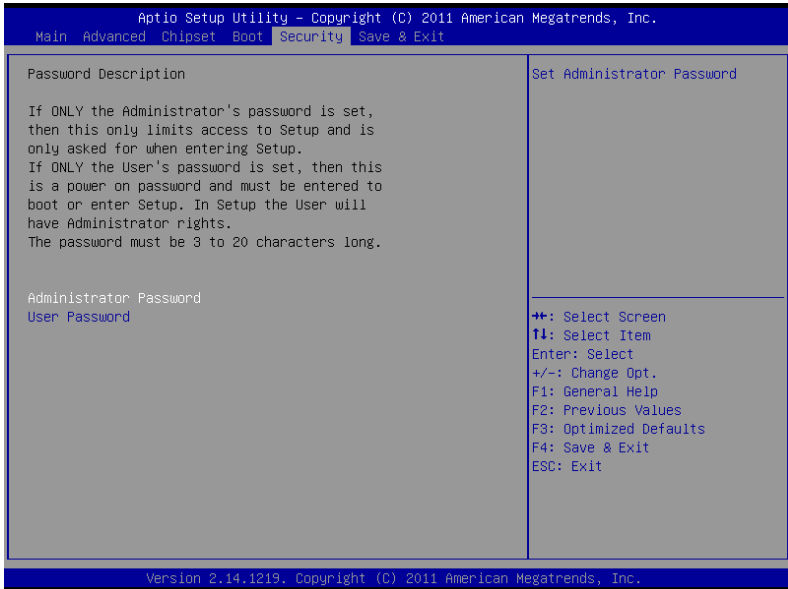 Aptio Setup Utility – Copyright (C) 2011 American Megatrends, Inc.
Main Advanced Chipset Boot Security Save & Exit
Password Description
If ONLY the Administrator's password is set,
then this only limits access to Setup and is
only asked for when entering Setup.
If ONLY the User's password is set, then this
is a power on password and must be entered to
boot or enter Setup. In Setup the User will
have Administrator rights.
The password must be 3 to 20 characters long.
Administrator Password
User Password
Set Administrator Password
→←: Select Screen
↑↓: Select Item
Enter: Select
+/-: Change Opt.
F1: General Help
F2: Previous Values
F3: Optimized Defaults
F4: Save & Exit
ESC: Exit
Version 2.14.1219. Copyright (C) 2011 American Megatrends, Inc.